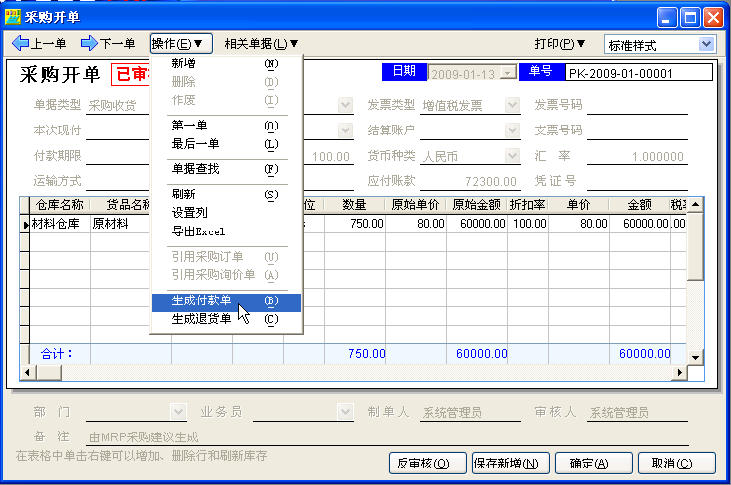 采购开单
上一单 下一单 操作(E)▼ 相关单据(L)▼ 打印(P)▼ 标准样式
采购开单 已审 日期 2009-01-13 单号 PK-2009-01-00001
新增 (N)
删除 (D)
作废 (I)
第一单 (Q)
最后一单 (L)
单据查找 (F)
刷新 (S)
设置列
导出Excel
引用采购订单 (U)
引用采购询价单 (A)
生成付款单 (B)
生成退货单 (C)
单据类型 采购收货 发票类型 增值税发票 发票号码
本次现付 结算账户 支票号码
付款期限 100.00 货币种类 人民币 汇 率 1.000000
运输方式 应付账款 72300.00 凭证号
仓库名称 货品名称 位 数量 原始单价 原始金额 折扣率 单价 金额 税率
材料仓库 原材料 750.00 80.00 60000.00 100.00 80.00 60000.00 .00
合计： 750.00 60000.00 60000.00
部 门 业务员 制单人 系统管理员 审核人 系统管理员
备 注 由MRP采购建议生成
在表格中单击右键可以增加、删除行和刷新库存
反审核(O) 保存新增(N) 确定(A) 取消(C)